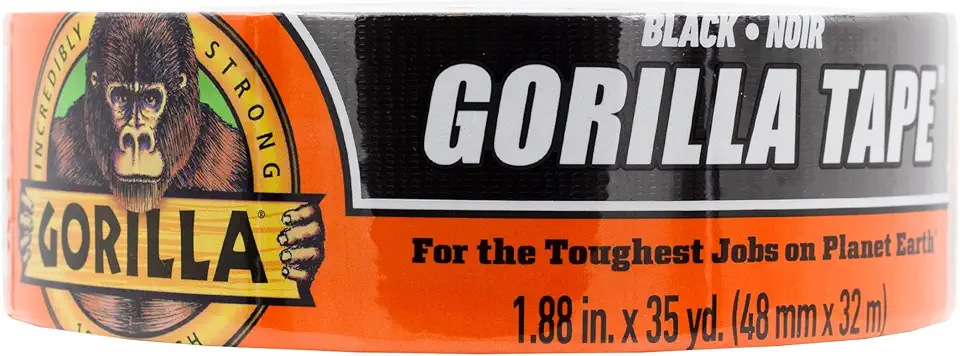 INCREDIBLY STRONG
GORILLA®
BLACK • NOIR
GORILLA TAPE
For the Toughest Jobs on Planet Earth
1.88 in. x 35 yd. (48 mm x 32 m)